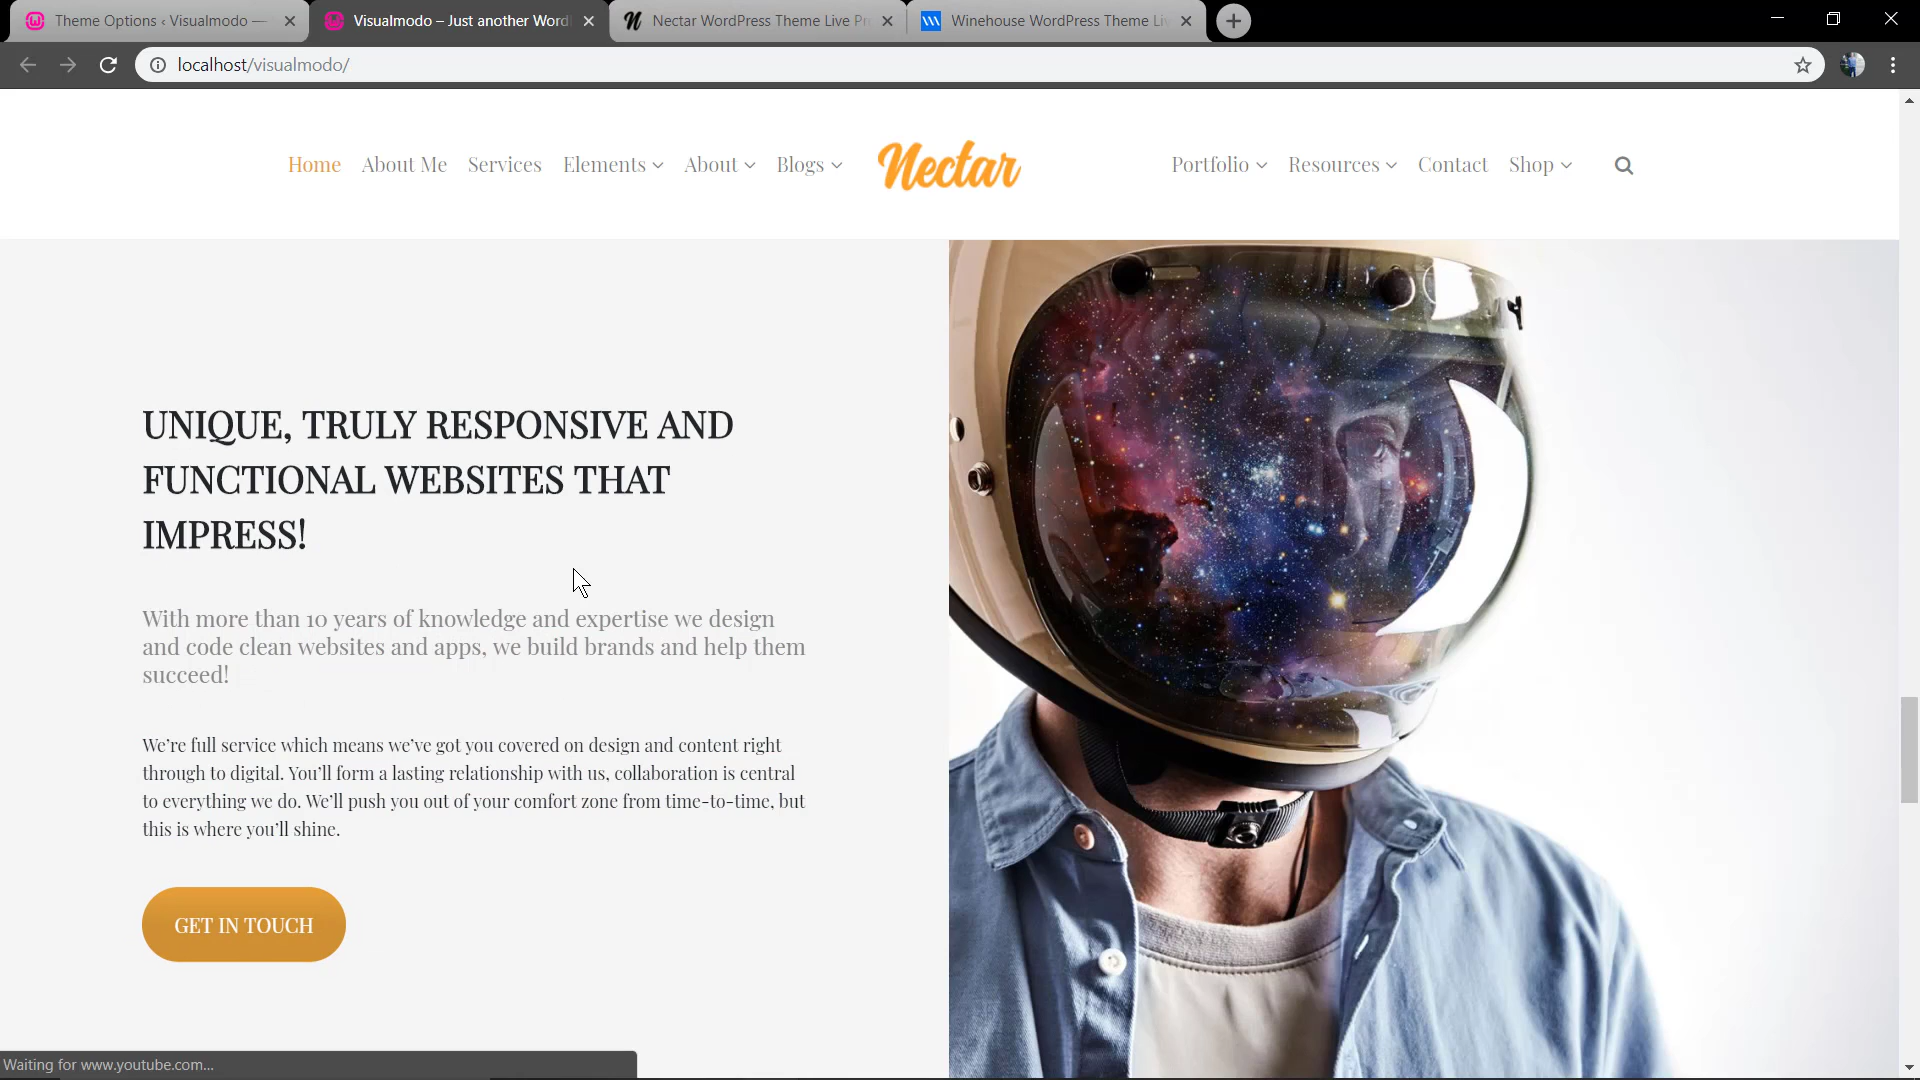 Theme Options ‹ Visualmodo —
Visualmodo – Just another Word
Nectar WordPress Theme Live Pr
Winehouse WordPress Theme Li
localhost/visualmodo/
Home
About Me
Services
Elements
About
Blogs
Nectar
Portfolio
Resources
Contact
Shop
UNIQUE, TRULY RESPONSIVE AND
FUNCTIONAL WEBSITES THAT
IMPRESS!
With more than 10 years of knowledge and expertise we design
and code clean websites and apps, we build brands and help them
succeed!
We’re full service which means we’ve got you covered on design and content right
through to digital. You’ll form a lasting relationship with us, collaboration is central
to everything we do. We’ll push you out of your comfort zone from time-to-time, but
this is where you’ll shine.
GET IN TOUCH
Waiting for www.youtube.com...